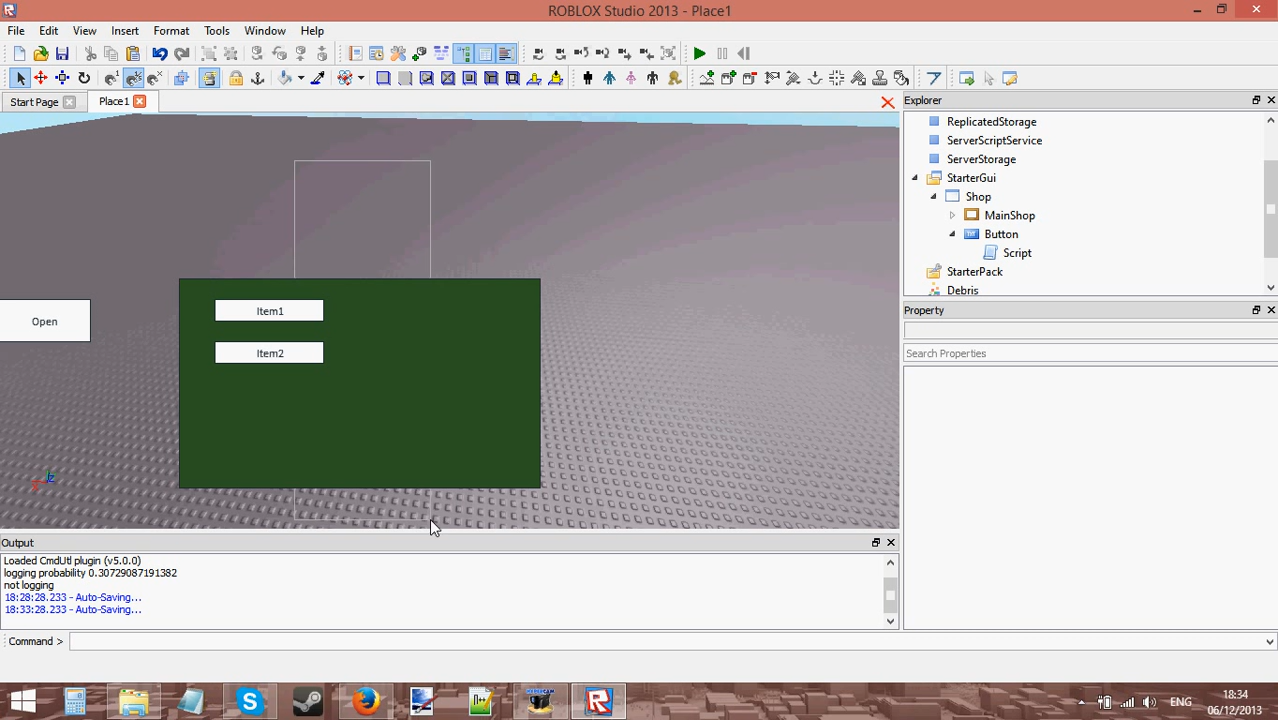 ROBLOX Studio 2013 - Place1
File Edit View Insert Format Tools Window Help
Start Page Place1
Explorer
ReplicatedStorage
ServerScriptService
ServerStorage
StarterGui
Shop
MainShop
Button
Script
StarterPack
Debris
Property
Search Properties
Item1
Open
Item2
Output
Loaded CmdUtl plugin (v5.0.0)
logging probability 0.30729087191382
not logging
18:28:28.233 - Auto-Saving...
18:33:28.233 - Auto-Saving...
Command >
ENG
18:34
06/12/2013